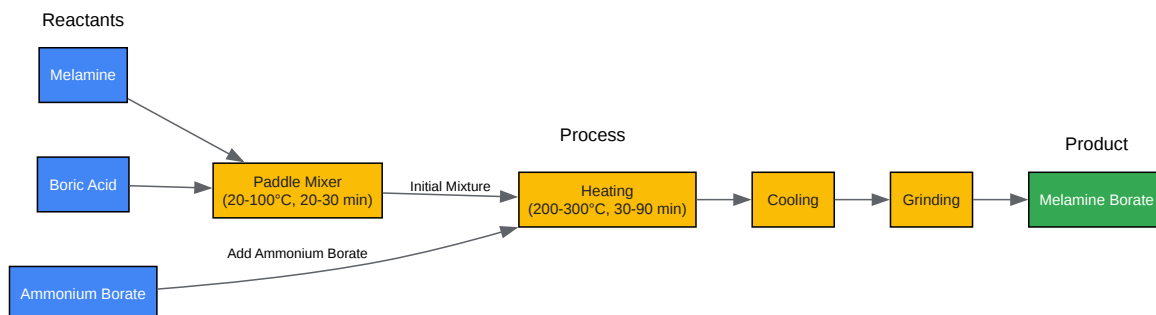 Reactants
Melamine
Boric Acid
Ammonium Borate
Paddle Mixer
(20-100°C, 20-30 min)
Initial Mixture
Add Ammonium Borate
Process
Heating
(200-300°C, 30-90 min)
Cooling
Grinding
Product
Melamine Borate